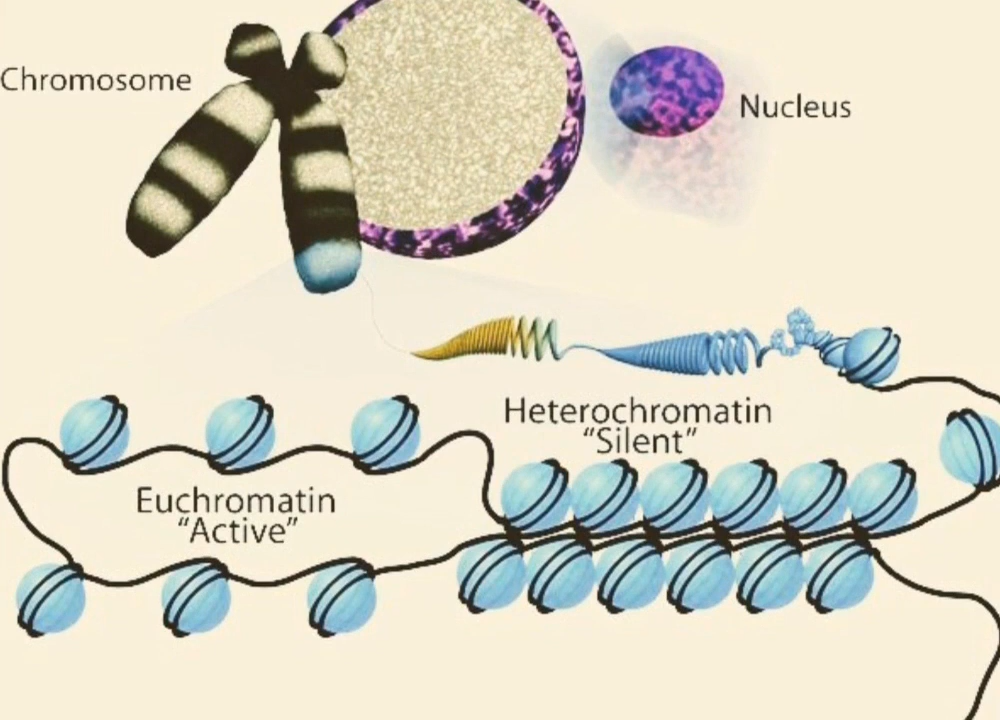 Chromosome
Nucleus
Heterochromatin
“Silent”
Euchromatin
“Active”